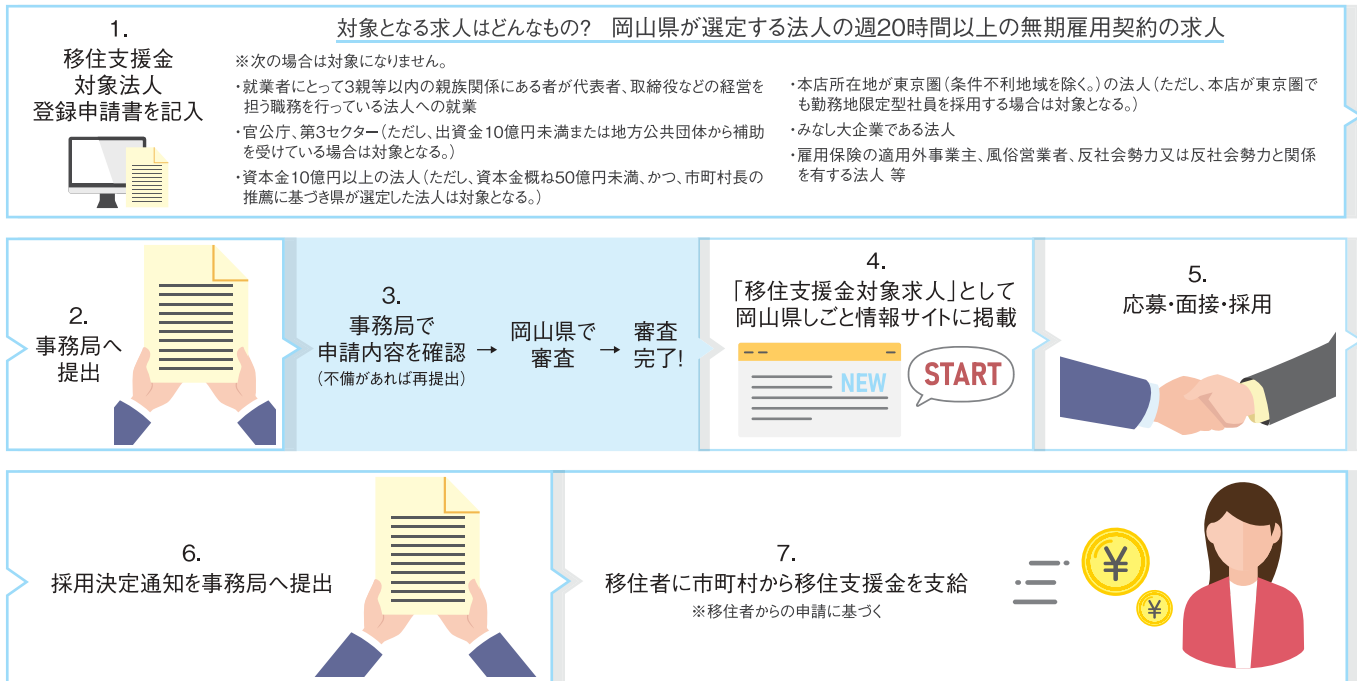 1.
移住支援金
対象法人
登録申請書を記入
対象となる求人はどんなもの? 岡山県が選定する法人の週20時間以上の無期雇用契約の求人
※次の場合は対象になりません。
・就業者にとって3親等以内の親族関係にある者が代表者、取締役などの経営を
担う職務を行っている法人への就業
・官公庁、第3セクター(ただし、出資金10億円未満または地方公共団体から補助
を受けている場合は対象となる。)
・資本金10億円以上の法人(ただし、資本金概ね50億円未満、かつ、市町村長の
推薦に基づき県が選定した法人は対象となる。)
・本店所在地が東京圏(条件不利地域を除く。)の法人(ただし、本店が東京圏で
も勤務地限定型社員を採用する場合は対象となる。)
・みなし大企業である法人
・雇用保険の適用外事業主、風俗営業者、反社会勢力又は反社会勢力と関係
を有する法人 等
2.
事務局へ
提出
3.
事務局で
申請内容を確認
(不備があれば再提出)
→
岡山県で
審査
→
審査
完了!
4.
「移住支援金対象求人」として
岡山県しごと情報サイトに掲載
NEW
START
5.
応募・面接・採用
6.
採用決定通知を事務局へ提出
7.
移住者に市町村から移住支援金を支給
※移住者からの申請に基づく
¥
¥